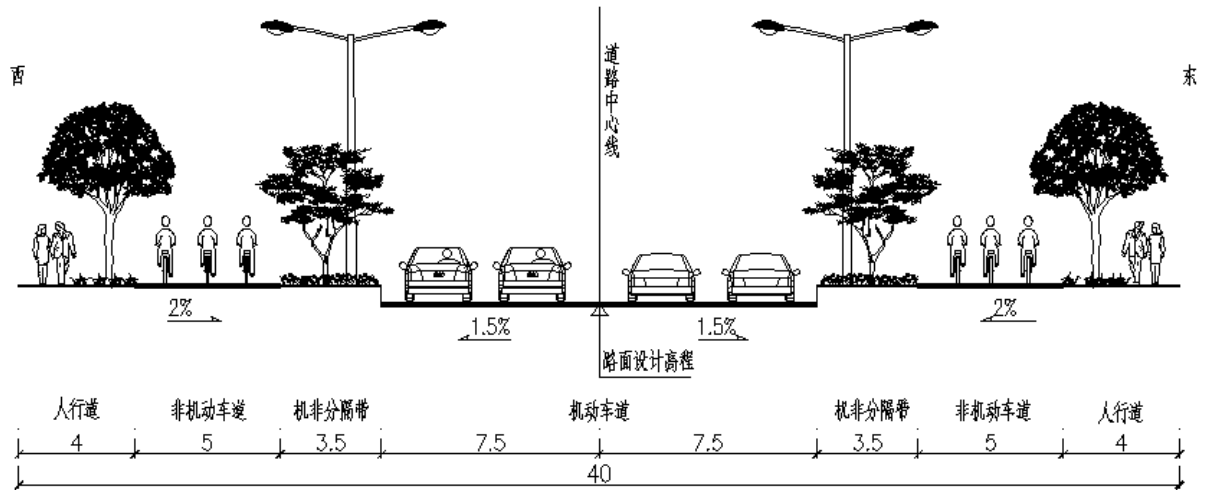 西
道路中心线
东
2%
1.5%
1.5%
2%
路面设计高程
人行道
非机动车道
机非分隔带
机动车道
机非分隔带
非机动车道
人行道
4
5
3.5
7.5
7.5
3.5
5
4
40